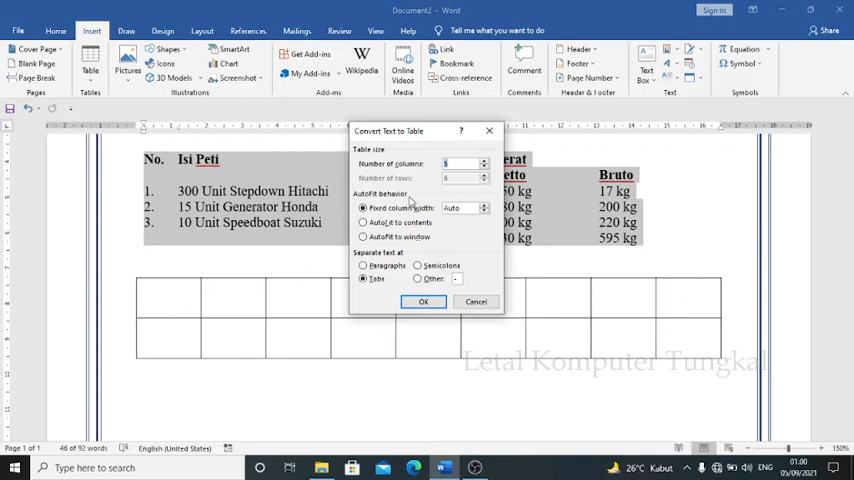 Document2 - Word
Sign in
File Home Insert Draw Design Layout References Mailings Review View Help Tell me what you want to do Share
Cover Page
Blank Page
Page Break
Pages
Table
Tables
Pictures
Shapes
Icons
3D Models
SmartArt
Chart
Screenshot
Illustrations
Get Add-ins
My Add-ins
Wikipedia
Add-ins
Online Videos
Media
Link
Bookmark
Cross-reference
Links
Comment
Comments
Header
Footer
Page Number
Header & Footer
Text Box
Text
Equation
Symbol
Symbols
Convert Text to Table ?
Table size
Number of columns: 5
Number of rows: 6
AutoFit behavior
Fixed column width: Auto
AutoFit to contents
AutoFit to window
Separate text at
Paragraphs Semicolons
Tabs Other: -
OK Cancel
No. Isi Peti
Bruto
1. 300 Unit Stepdown Hitachi 17 kg
2. 15 Unit Generator Honda 200 kg
3. 10 Unit Speedboat Suzuki 220 kg
595 kg
Letal Komputer Tungkal
Page 1 of 1 46 of 92 words English (United States) 150%
Type here to search
26°C Kabut
ENG
01.00
05/09/2021